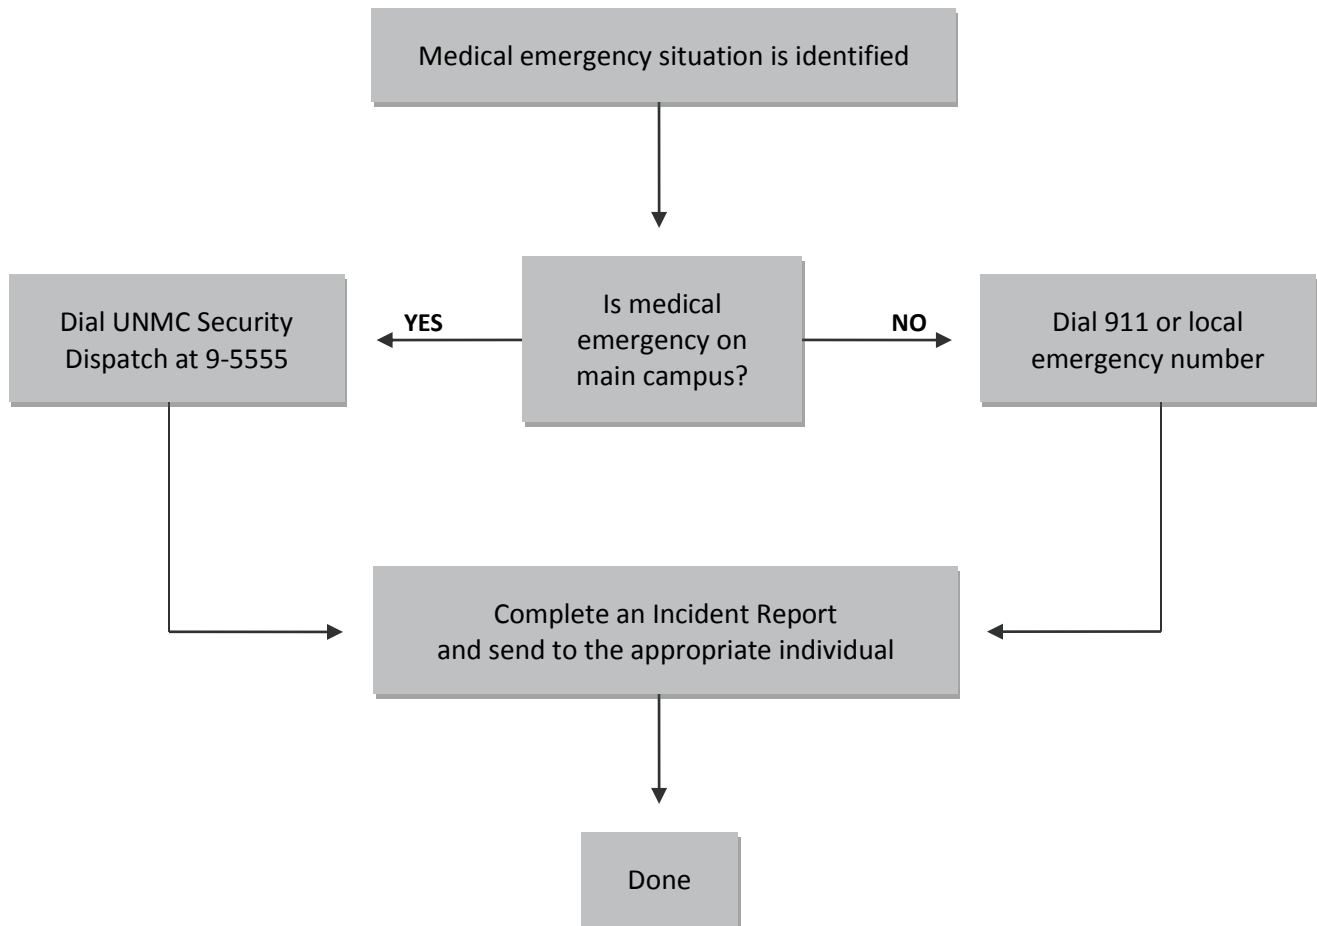 Medical emergency situation is identified
Is medical
emergency on
main campus?
YES
NO
Dial UNMC Security
Dispatch at 9-5555
Dial 911 or local
emergency number
Complete an Incident Report
and send to the appropriate individual
Done